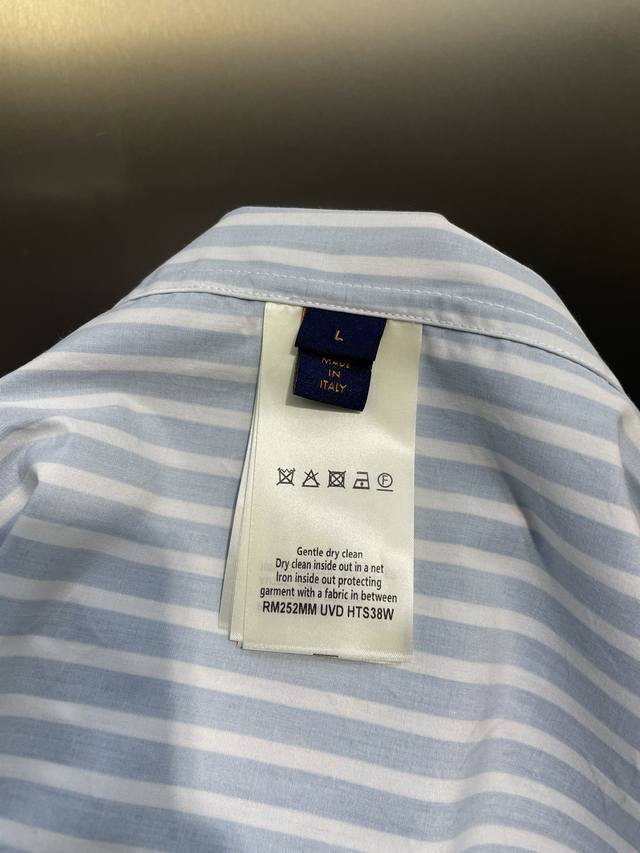 L
MADE
IN
ITALY
F
Gentle dry clean
Dry clean inside out in a net
Iron inside out protecting
garment with a fabric in between
RM252MM UVD HTS38W